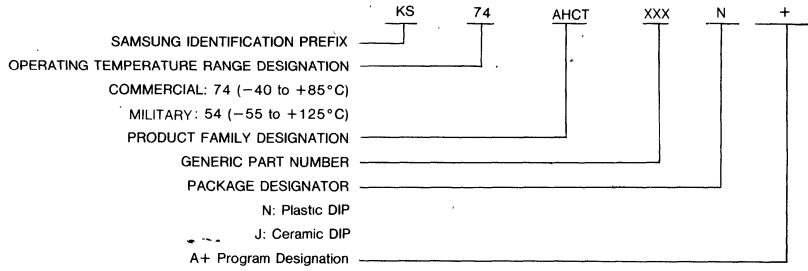 KS 74 AHCT XXX N +
SAMSUNG IDENTIFICATION PREFIX
OPERATING TEMPERATURE RANGE DESIGNATION
COMMERCIAL: 74 (−40 to +85°C)
MILITARY: 54 (−55 to +125°C)
PRODUCT FAMILY DESIGNATION
GENERIC PART NUMBER
PACKAGE DESIGNATOR
N: Plastic DIP
J: Ceramic DIP
A+ Program Designation